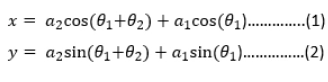 x = a₂cos(θ₁+θ₂) + a₁cos(θ₁)..............(1)
y = a₂sin(θ₁+θ₂) + a₁sin(θ₁)...............(2)